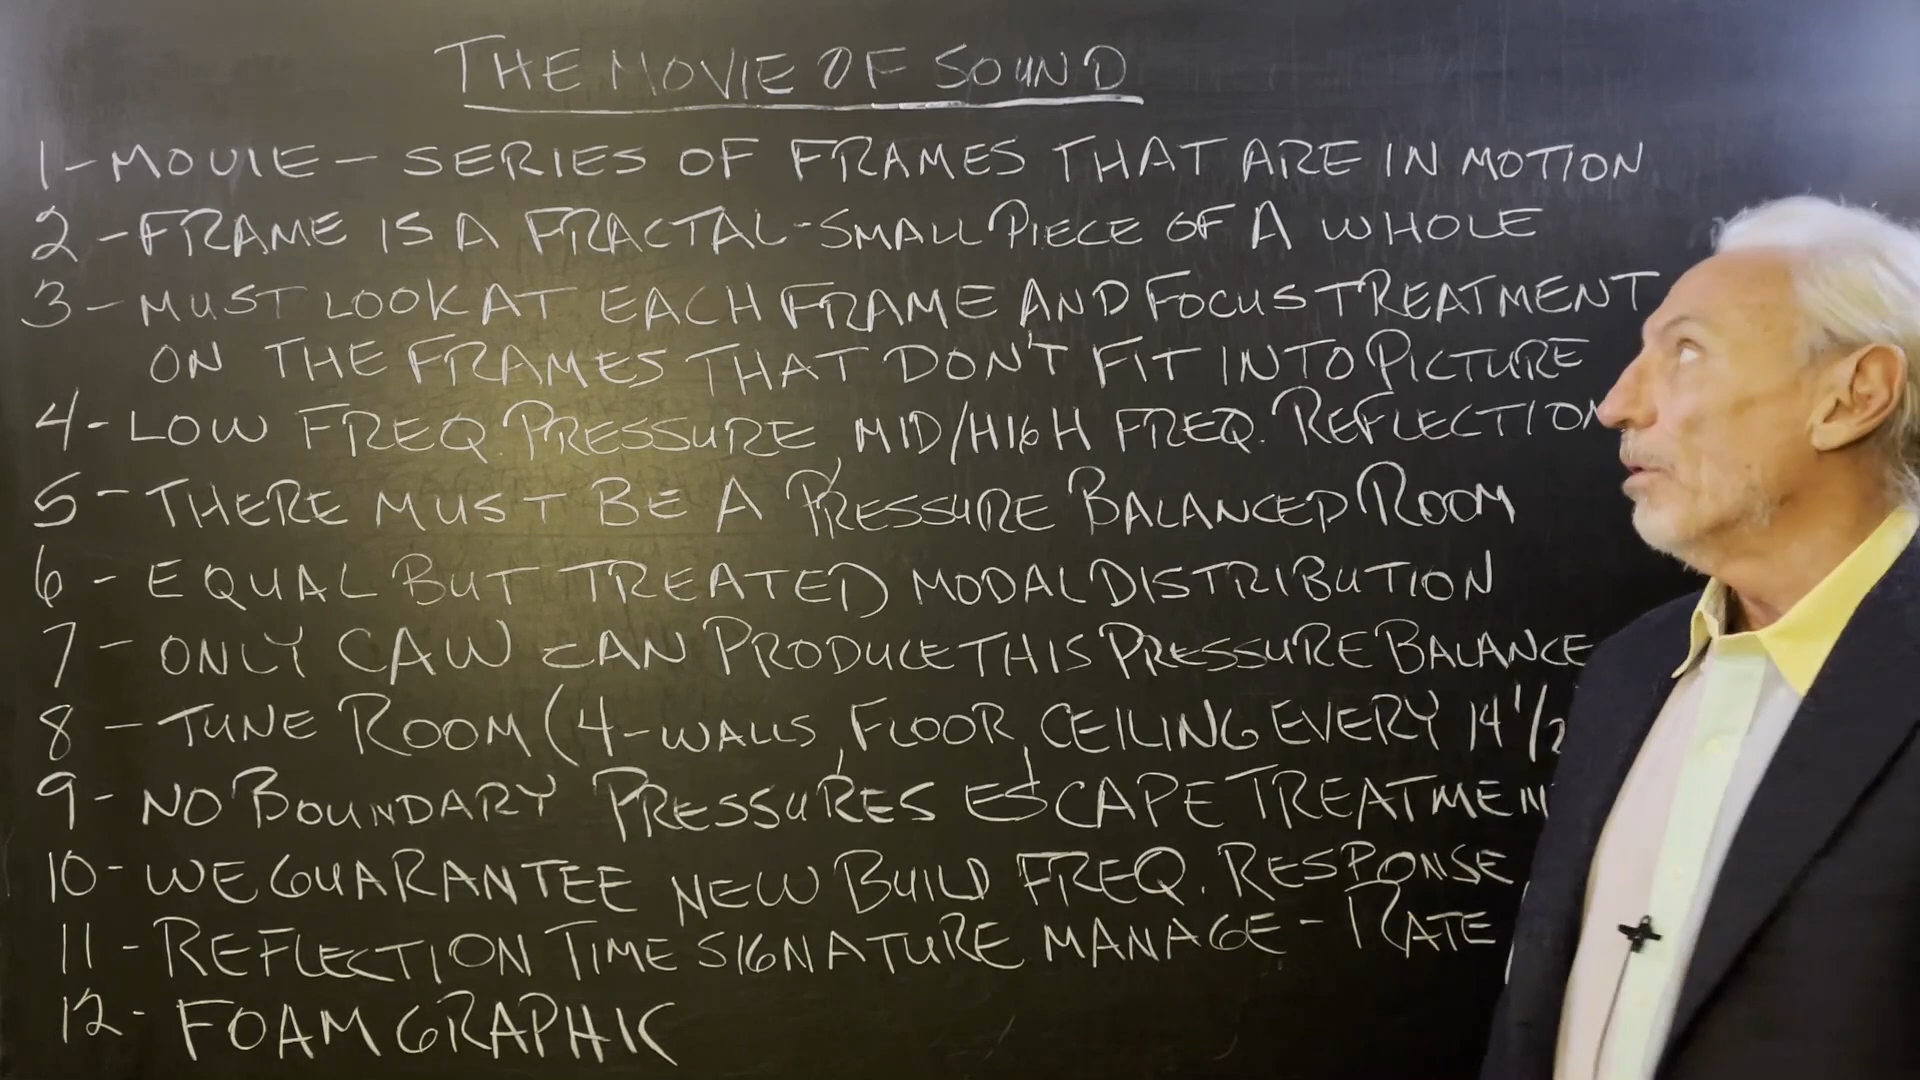 THE MOVIE OF SOUND
1 - MOVIE - SERIES OF FRAMES THAT ARE IN MOTION
2 - FRAME IS A FRACTAL - SMALL PIECE OF A WHOLE
3 - MUST LOOK AT EACH FRAME AND FOCUS TREATMENT
ON THE FRAMES THAT DON'T FIT INTO PICTURE
4 - LOW FREQ. PRESSURE, MID/HIGH FREQ. REFLECTION
5 - THERE MUST BE A PRESSURE BALANCED ROOM
6 - EQUAL BUT TREATED MODAL DISTRIBUTION
7 - ONLY CAW CAN PRODUCE THIS PRESSURE BALANCE
8 - TUNE ROOM (4-WALLS, FLOOR, CEILING EVERY 14 1/2
9 - NO BOUNDARY PRESSURES ESCAPE TREATMEN
10 - WE GUARANTEE NEW BUILD FREQ. RESPONSE
11 - REFLECTION TIME SIGNATURE MANAGE - RATE
12 - FOAM GRAPHIC